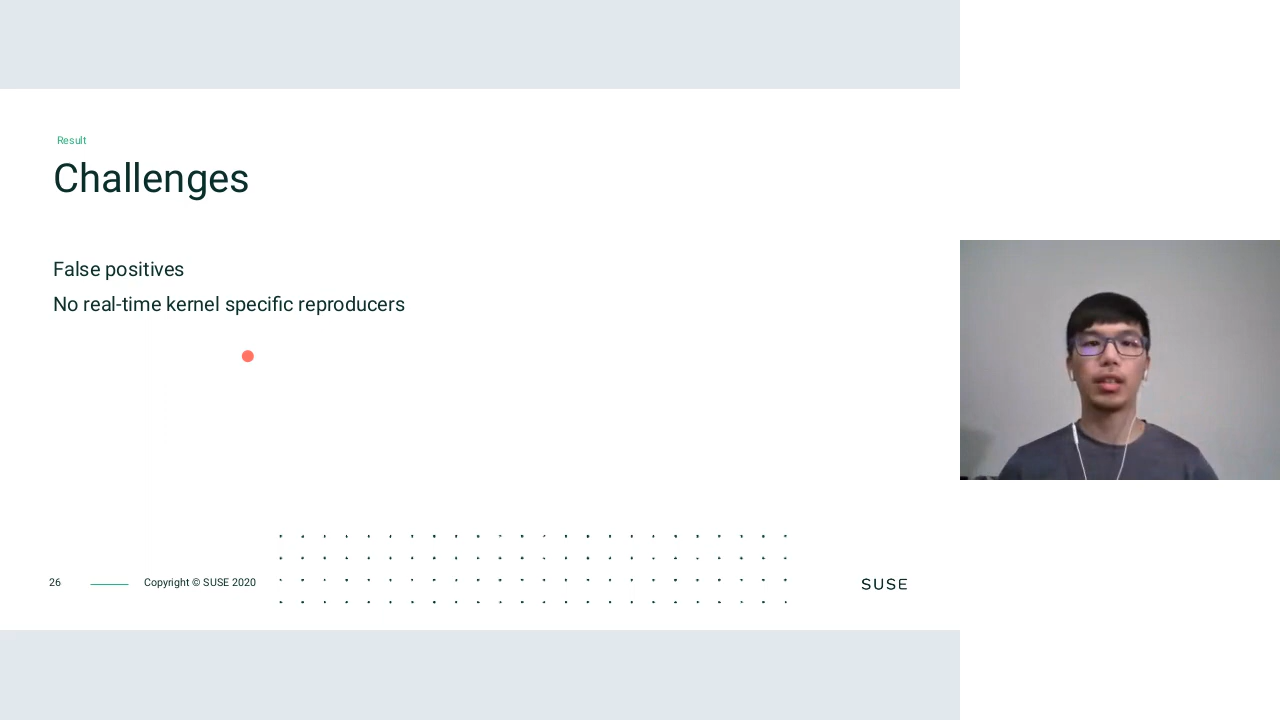 Result
Challenges
False positives
No real-time kernel specific reproducers
26
Copyright © SUSE 2020
SUSE